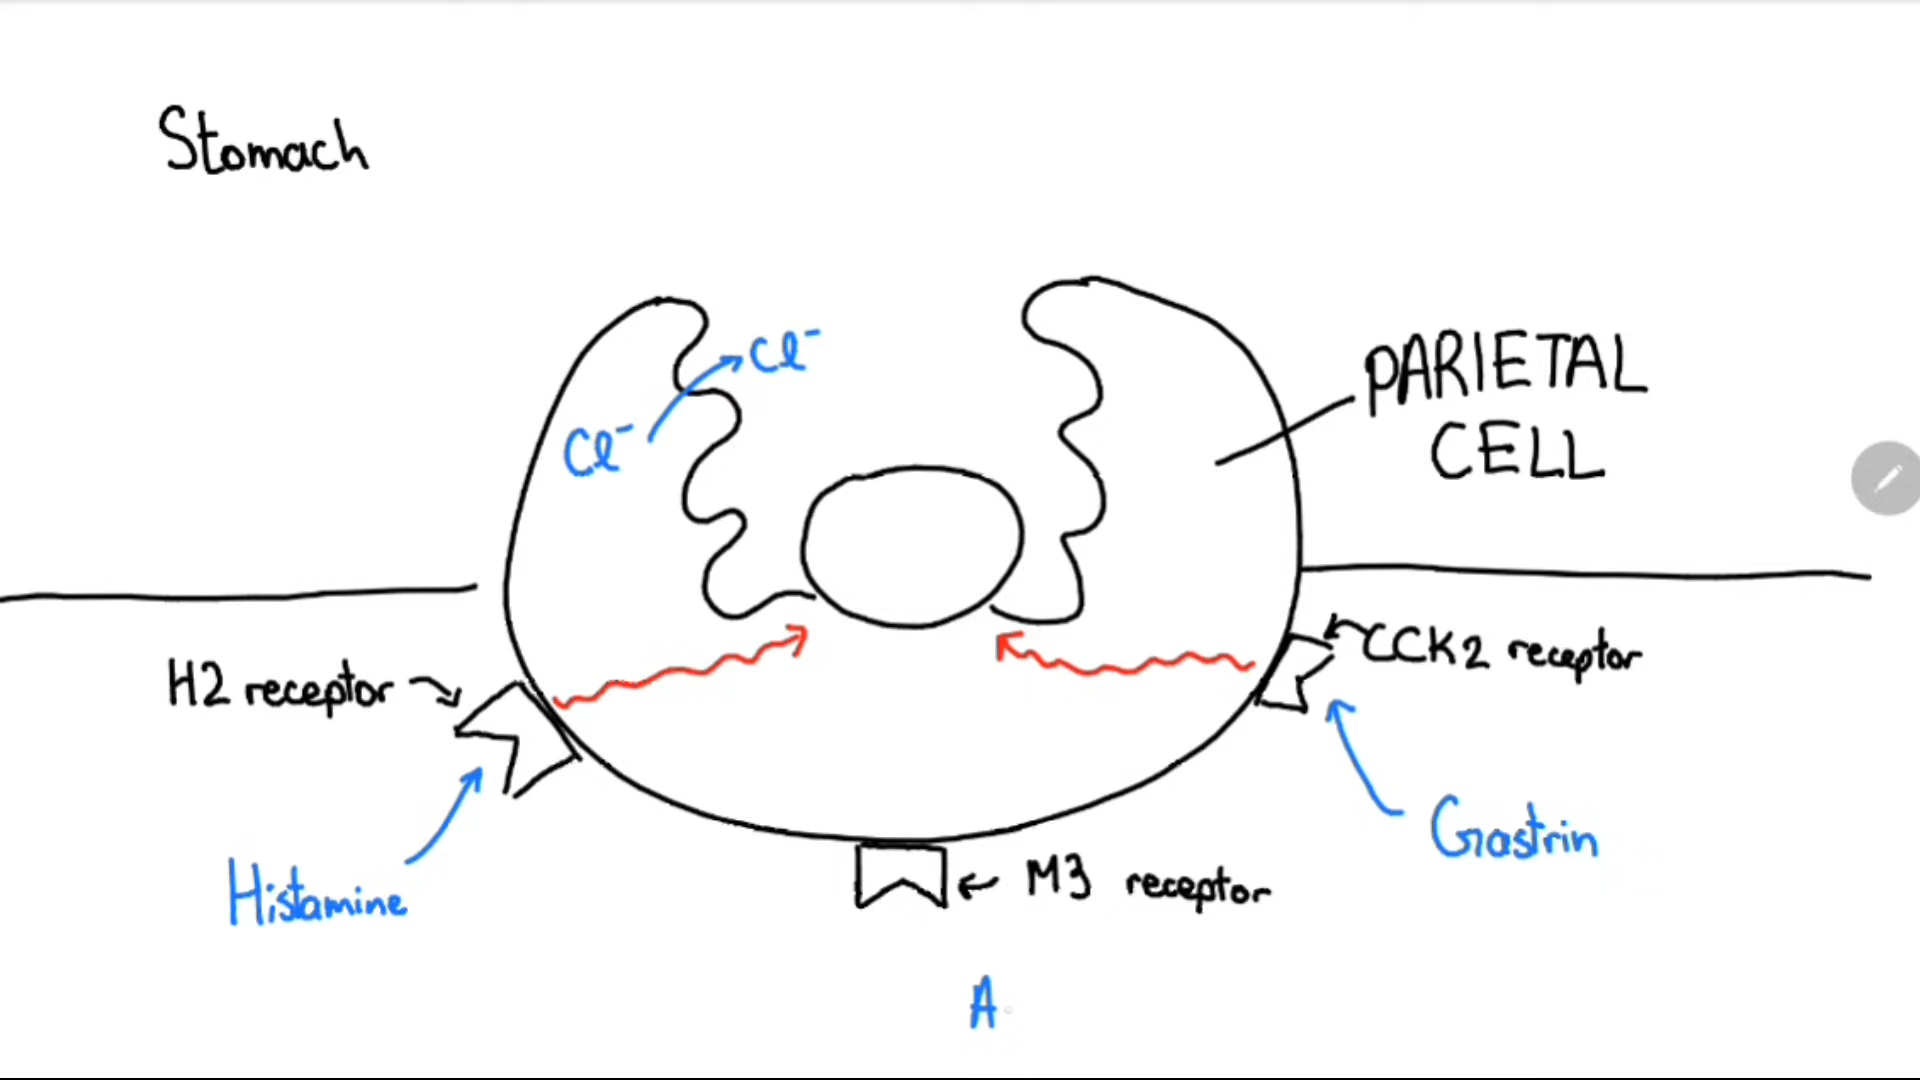 Stomach
Cl⁻
Cl⁻
PARIETAL
CELL
H2 receptor
CCK2 receptor
Histamine
M3 receptor
Gastrin
A